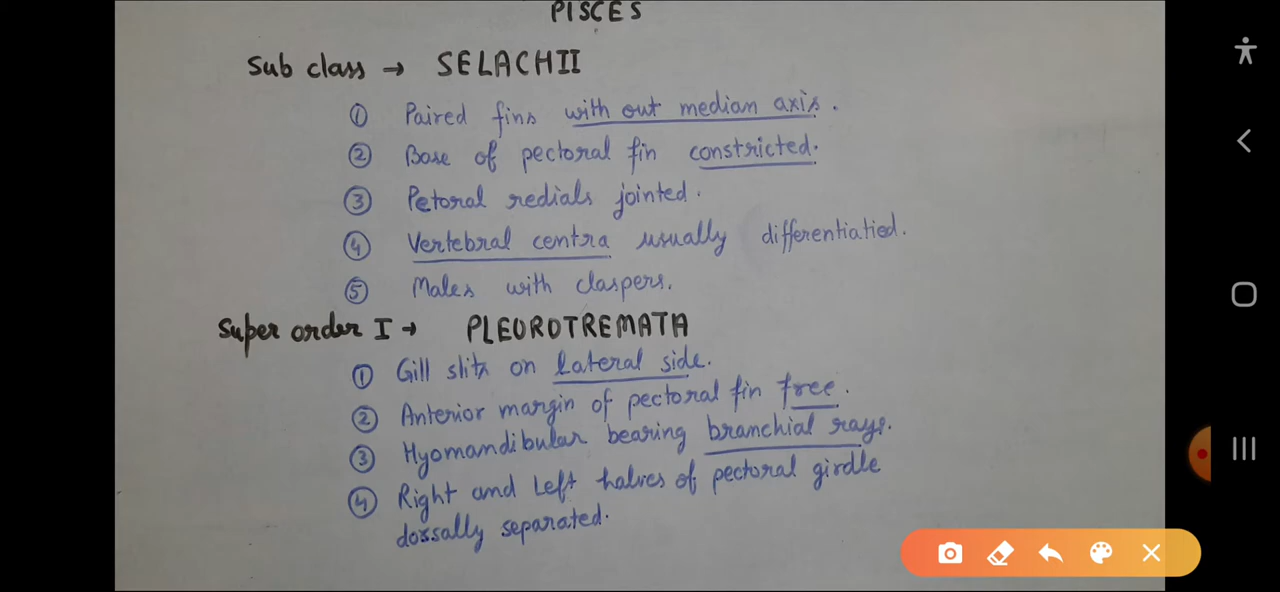 PISCES
Sub class → SELACHII
① Paired fins with out median axis.
② Base of pectoral fin constricted.
③ Petoral redials jointed.
④ Vertebral centra usually differentiatied.
⑤ Males with claspers.
Super order I → PLEUROTREMATA
① Gill slits on lateral side.
② Anterior margin of pectoral fin free.
③ Hyomandibular bearing branchial rays.
④ Right and Left halves of pectoral girdle
dorsally separated.